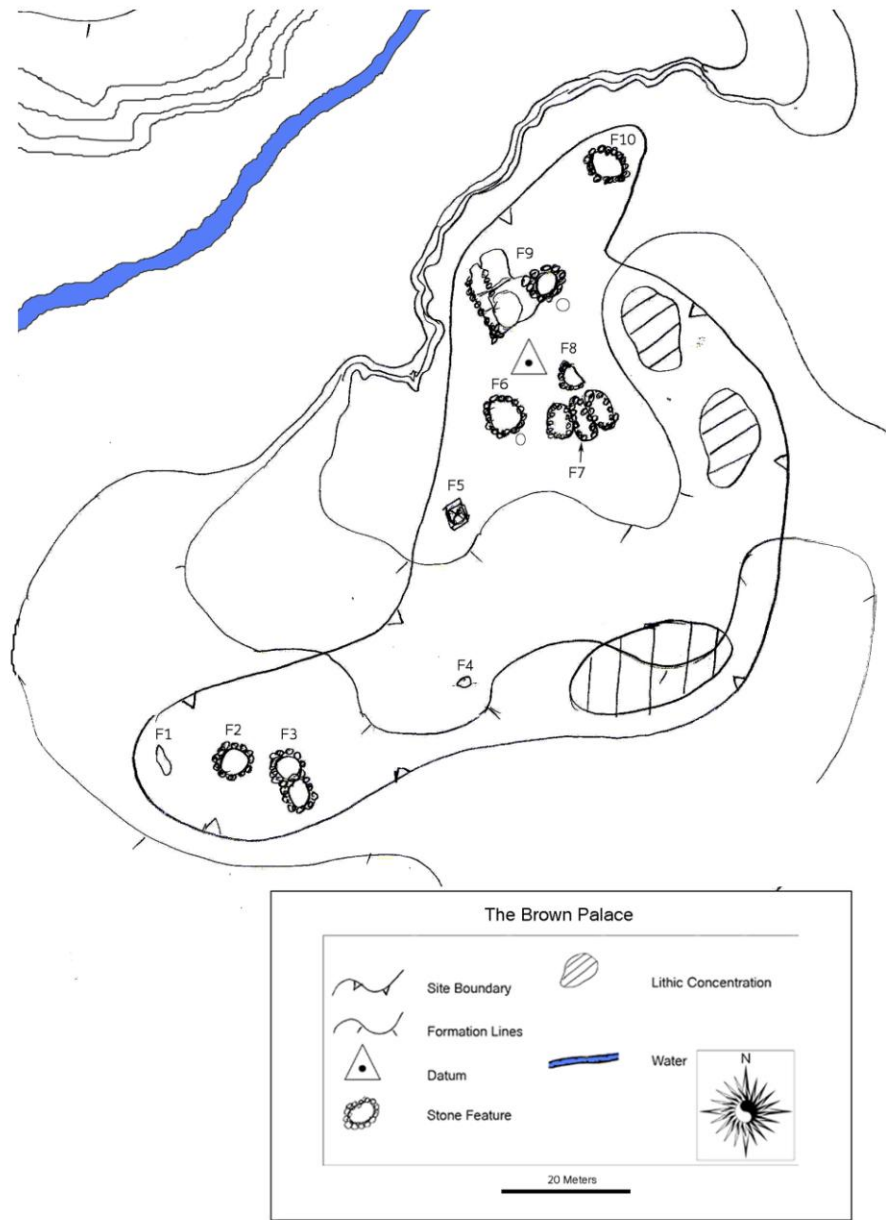 F10
F9
F8
F6
F7
F5
F4
F1
F2
F3
The Brown Palace
Site Boundary
Lithic Concentration
Formation Lines
Datum
Water
N
Stone Feature
20 Meters